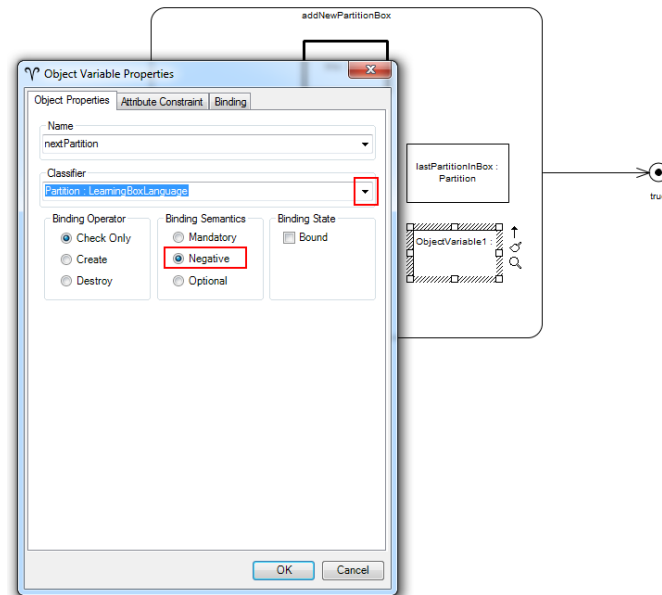 addNewPartitionBox
Object Variable Properties
Object Properties
Attribute Constraint
Binding
Name
nextPartition
Classifier
Partition : LearningBoxLanguage
Binding Operator
Check Only
Create
Destroy
Binding Semantics
Mandatory
Negative
Optional
Binding State
Bound
OK
Cancel
lastPartitionInBox :
Partition
ObjectVariable1 :